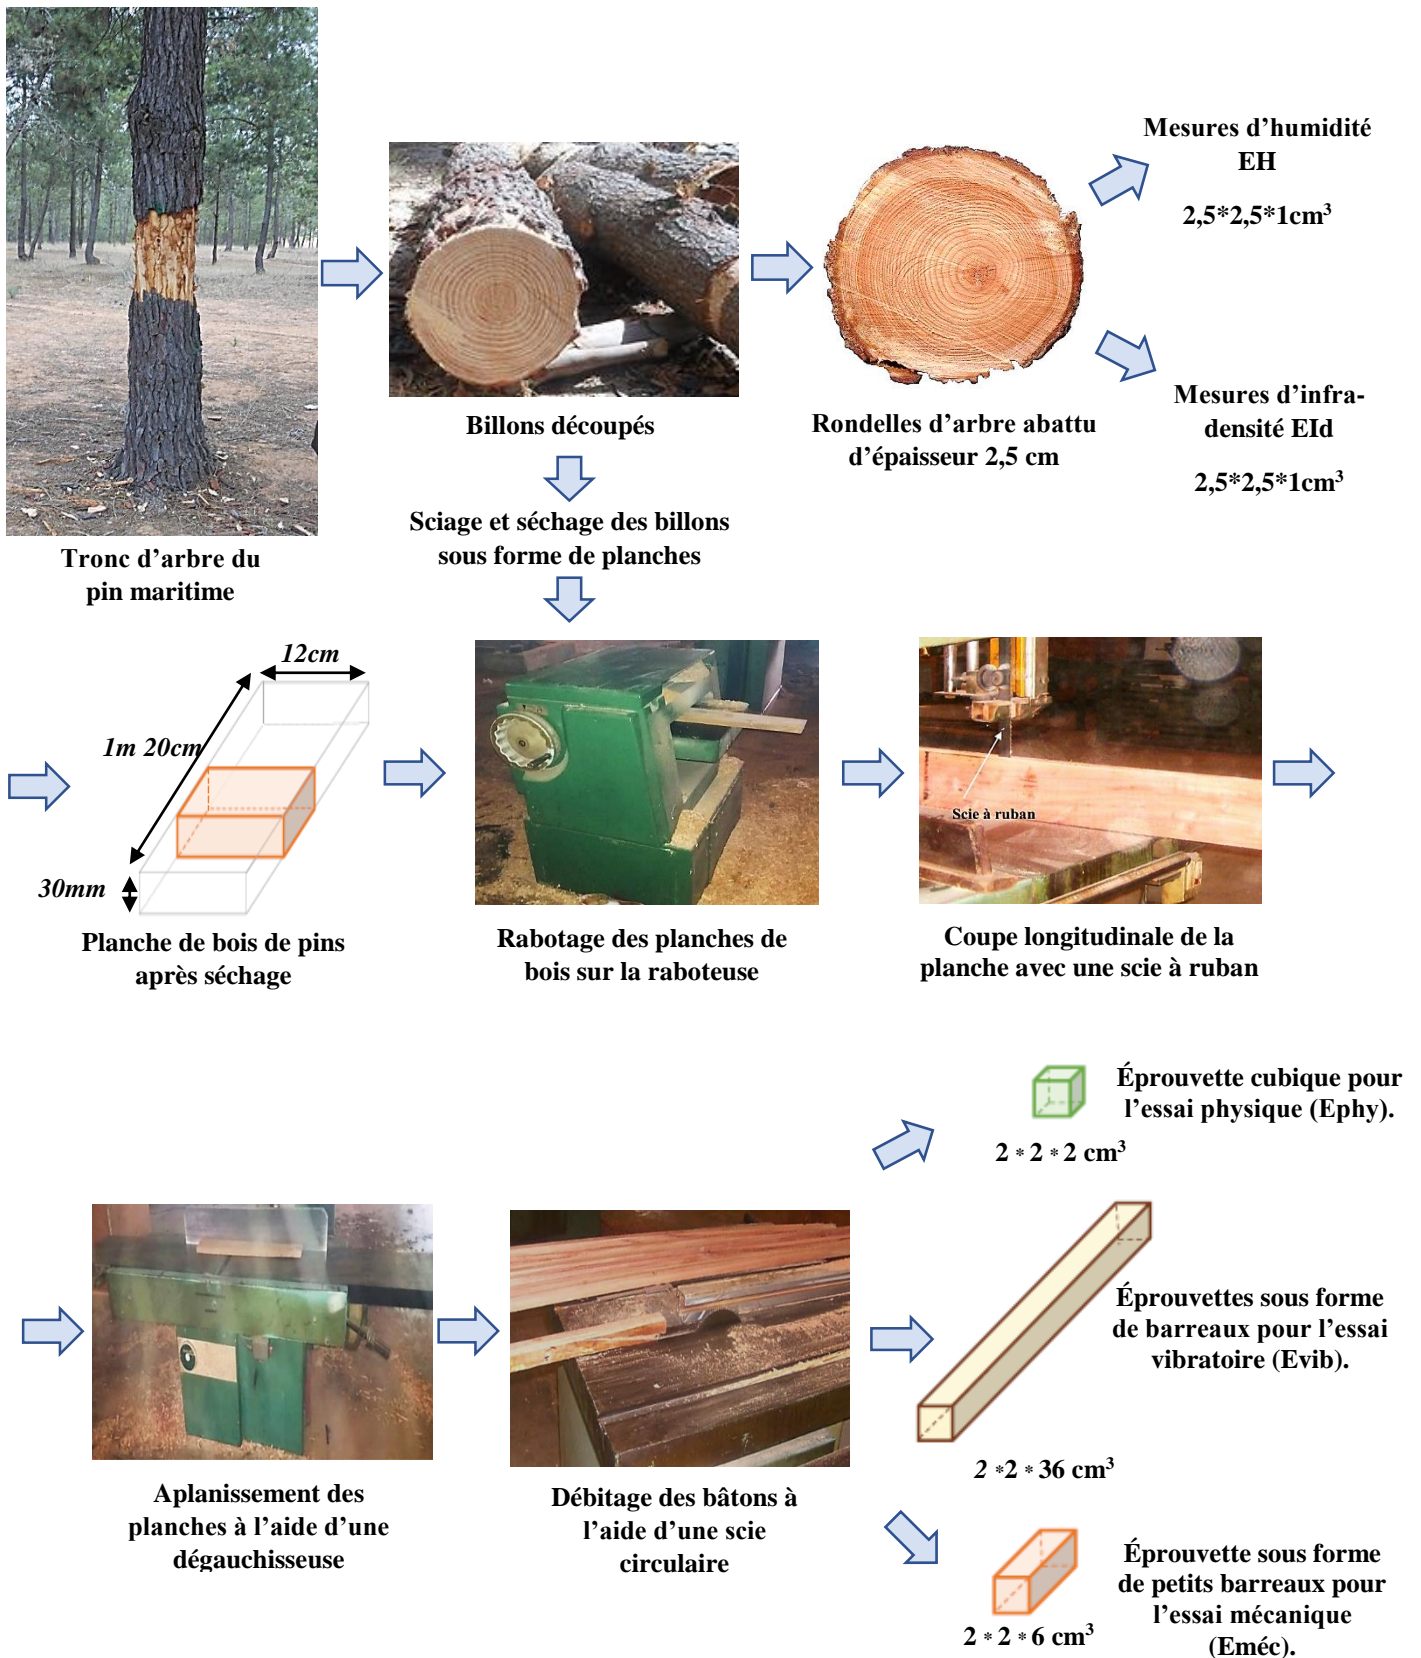 Tronc d’arbre du
pin maritime
Billons découpés
Rondelles d’arbre abattu
d’épaisseur 2,5 cm
Mesures d’humidité
EH
2,5*2,5*1cm³
Mesures d’infra-
densité EId
2,5*2,5*1cm³
Sciage et séchage des billons
sous forme de planches
12cm
1m 20cm
30mm
Planche de bois de pins
après séchage
Rabotage des planches de
bois sur la raboteuse
Scie à ruban
Coupe longitudinale de la
planche avec une scie à ruban
Aplanissement des
planches à l’aide d’une
dégauchisseuse
Débitage des bâtons à
l’aide d’une scie
circulaire
Éprouvette cubique pour
l’essai physique (Ephy).
2 * 2 * 2 cm³
Éprouvettes sous forme
de barreaux pour l’essai
vibratoire (Evib).
2 *2 * 36 cm³
Éprouvette sous forme
de petits barreaux pour
l’essai mécanique
(Eméc).
2 * 2 * 6 cm³